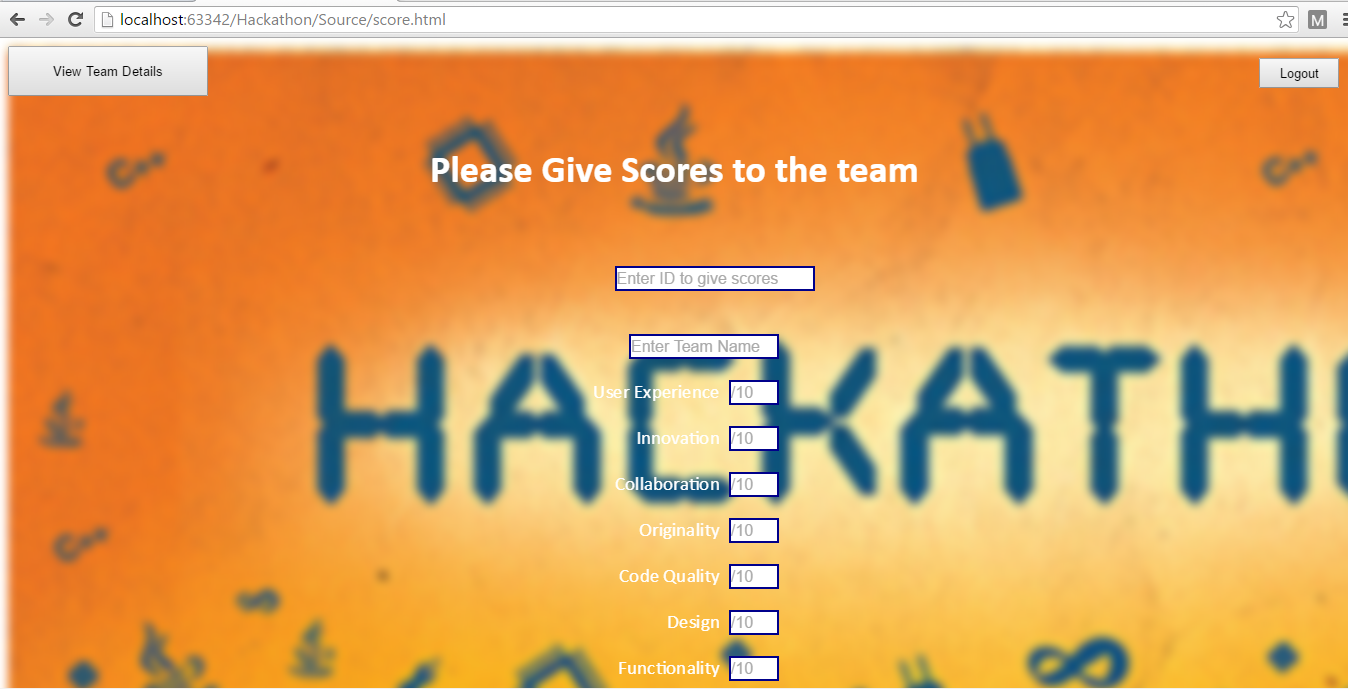 localhost:63342/Hackathon/Source/score.html
M
View Team Details
Logout
C++
C++
Please Give Scores to the team
Enter ID to give scores
Enter Team Name
HACKATH
User Experience /10
Innovation /10
Collaboration /10
Originality /10
C++
Code Quality /10
Design /10
Functionality /10